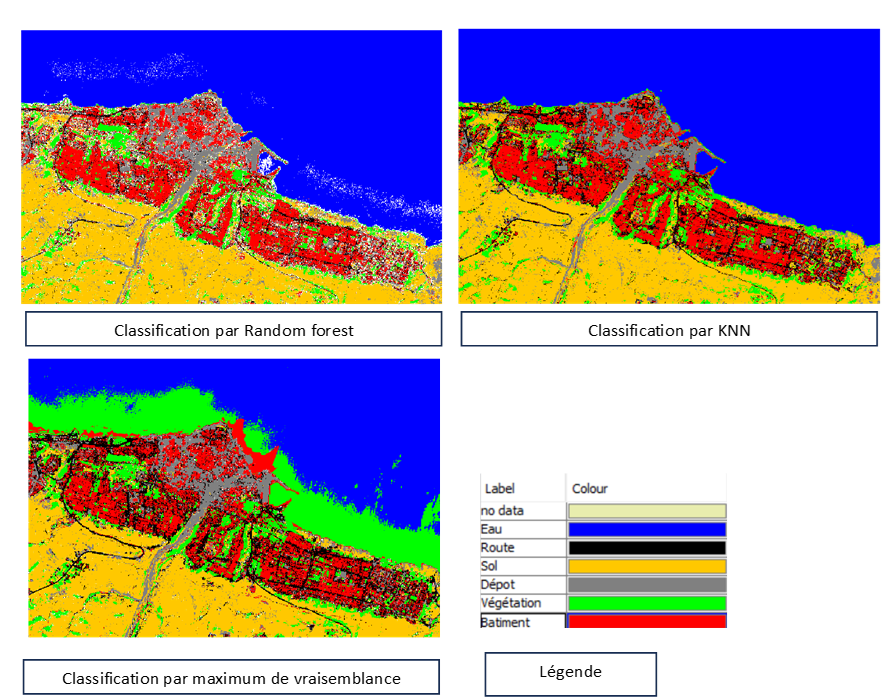 Classification par Random forest
Classification par KNN
Classification par maximum de vraisemblance
Label Colour
no data
Eau
Route
Sol
Dépot
Végétation
Batiment
Légende